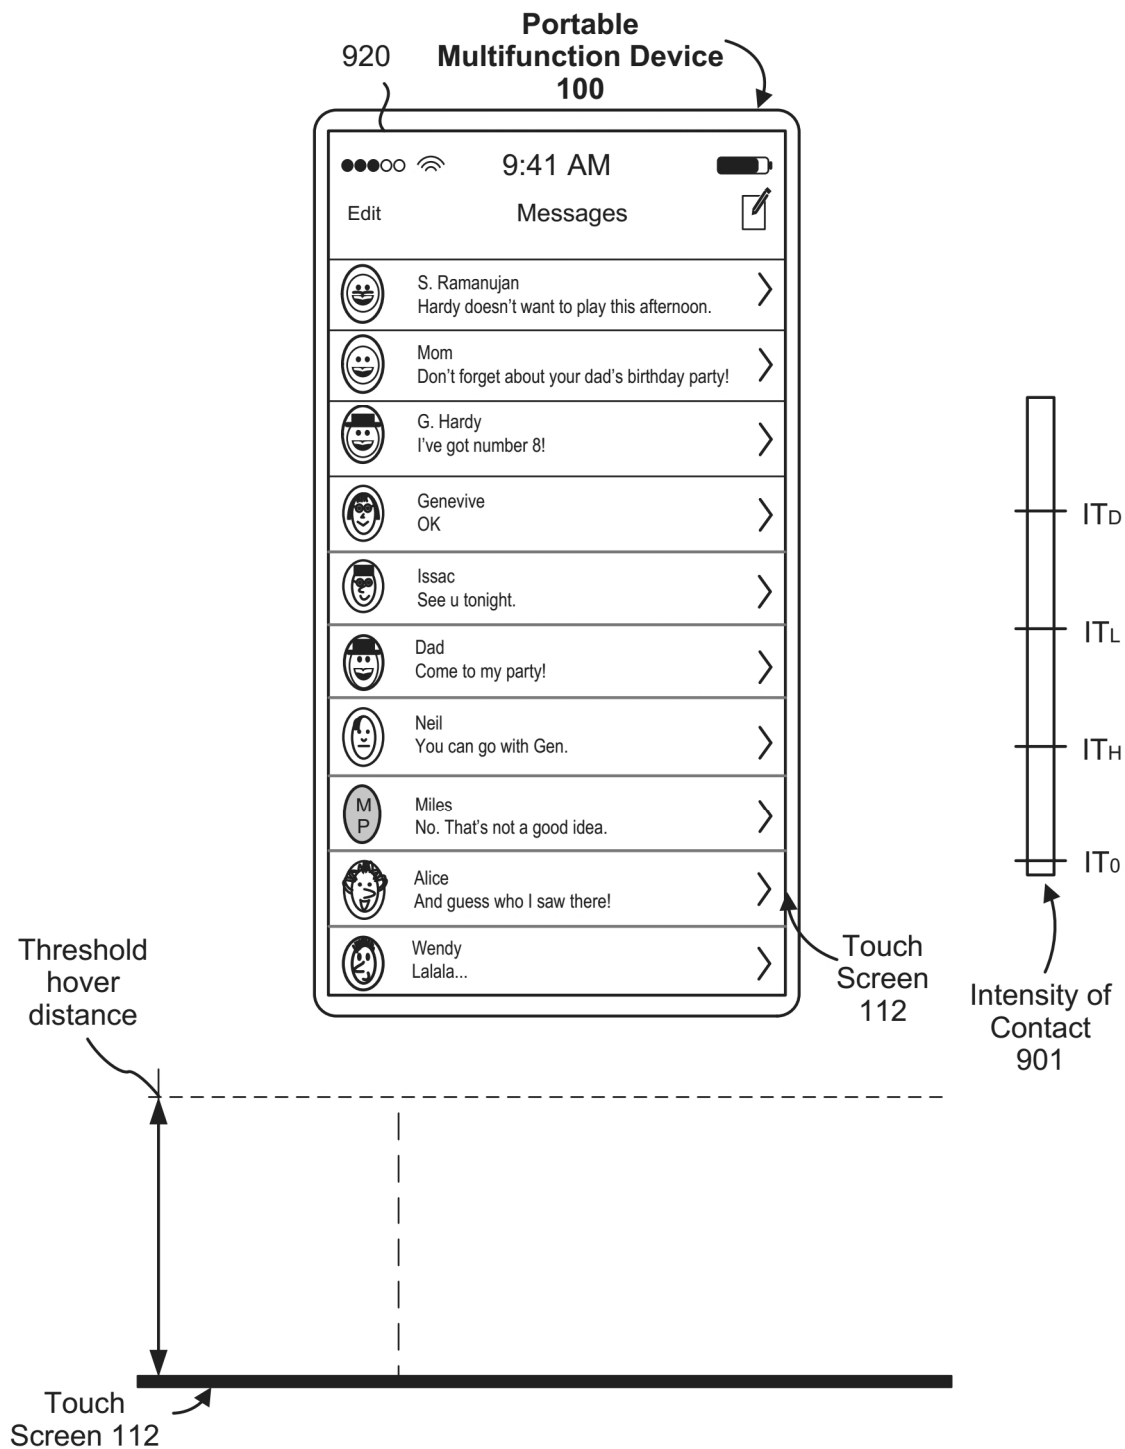 Portable
Multifunction Device
100
920
9:41 AM
Edit
Messages
S. Ramanujan
Hardy doesn't want to play this afternoon.
Mom
Don't forget about your dad's birthday party!
G. Hardy
I've got number 8!
Genevive
OK
Issac
See u tonight.
Dad
Come to my party!
Neil
You can go with Gen.
M
P
Miles
No. That's not a good idea.
Alice
And guess who I saw there!
Wendy
Lalala...
ITD
ITL
ITH
IT0
Touch
Screen
112
Intensity of
Contact
901
Threshold
hover
distance
Touch
Screen 112